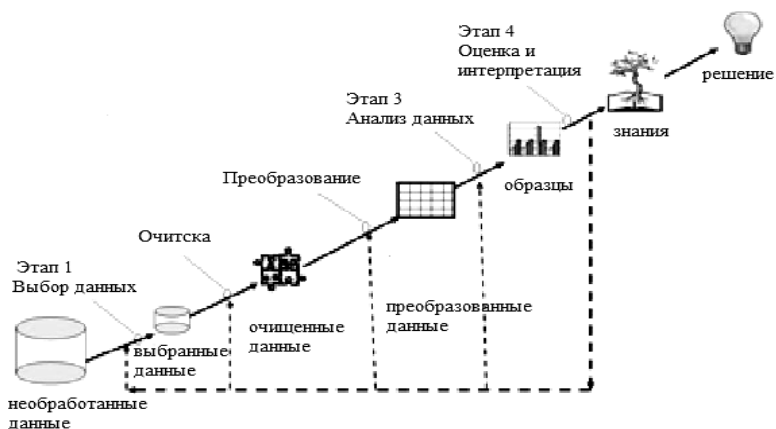 Этап 4
Оценка и
интерпретация
решение
Этап 3
Анализ данных
знания
образцы
Преобразование
Очитска
преобразованные
данные
Этап 1
Выбор данных
очищенные
данные
выбранные
данные
необработанные
данные